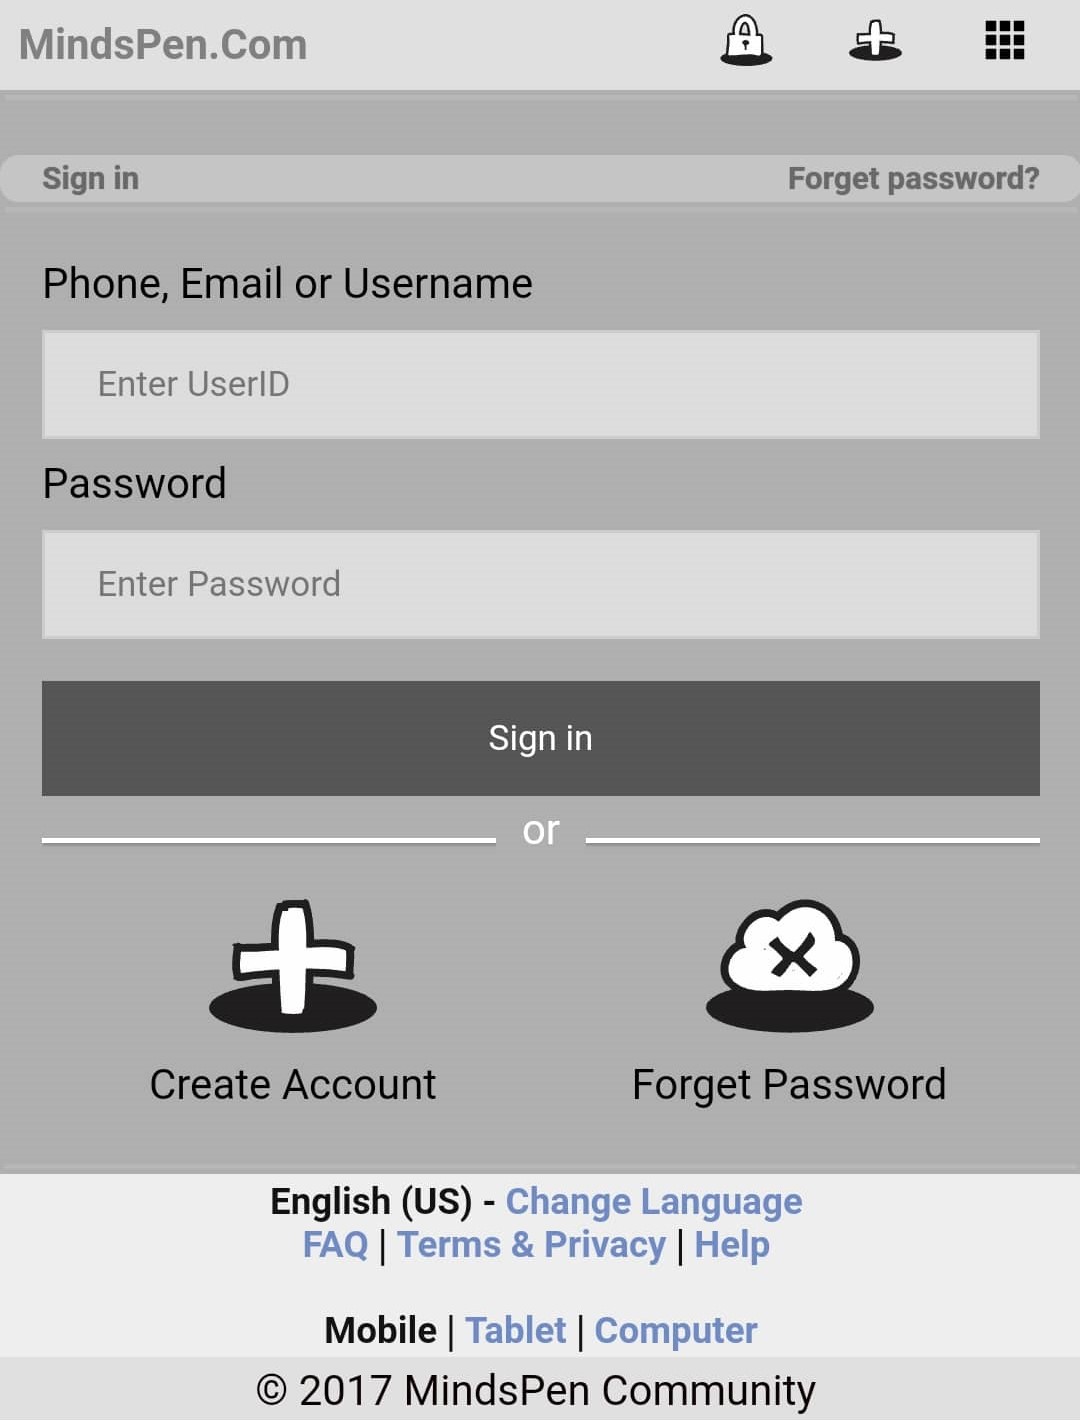 MindsPen.Com
Sign in Forget password?
Phone, Email or Username
Enter UserID
Password
Enter Password
Sign in
or
Create Account Forget Password
English (US) - Change Language
FAQ | Terms & Privacy | Help
Mobile | Tablet | Computer
© 2017 MindsPen Community